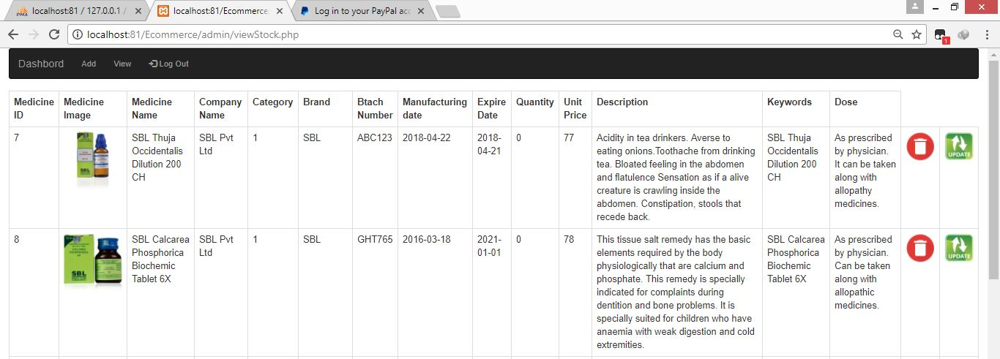 PMA localhost:81 / 127.0.0.1 /
localhost:81/Ecommerce/
Log in to your PayPal acc
localhost:81/Ecommerce/admin/viewStock.php
1
Dashbord Add View Log Out
Medicine ID
Medicine Image
Medicine Name
Company Name
Category
Brand
Btach Number
Manufacturing date
Expire Date
Quantity
Unit Price
Description
Keywords
Dose
7
SBL
SBL Thuja
Occidentalis
Dilution 200
CH
SBL Pvt
Ltd
1
SBL
ABC123
2018-04-22
2018-
04-21
0
77
Acidity in tea drinkers. Averse to
eating onions.Toothache from drinking
tea. Bloated feeling in the abdomen
and flatulence Sensation as if a alive
creature is crawling inside the
abdomen. Constipation, stools that
recede back.
SBL Thuja
Occidentalis
Dilution 200
CH
As prescribed
by physician.
It can be taken
along with
allopathy
medicines.
UPDATE
8
CALCAREA
PHOSPHORICA
SBL
SBL Calcarea
Phosphorica
Biochemic
Tablet 6X
SBL Pvt
Ltd
1
SBL
GHT765
2016-03-18
2021-
01-01
0
78
This tissue salt remedy has the basic
elements required by the body
physiologically that are calcium and
phosphate. This remedy is specially
indicated for complaints during
dentition and bone problems. It is
specially suited for children who have
anaemia with weak digestion and cold
extremities.
SBL Calcarea
Phosphorica
Biochemic
Tablet 6X
As prescribed
by physician.
Can be taken
along with
allopathic
medicines.
UPDATE